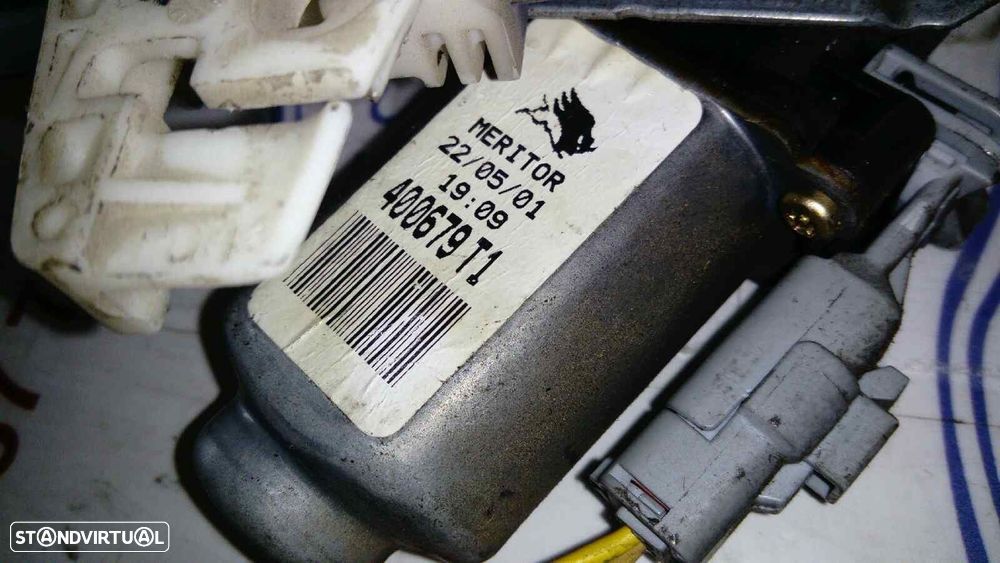 MERITOR
22/05/01
19:09
400679T1
STANDVIRTUAL